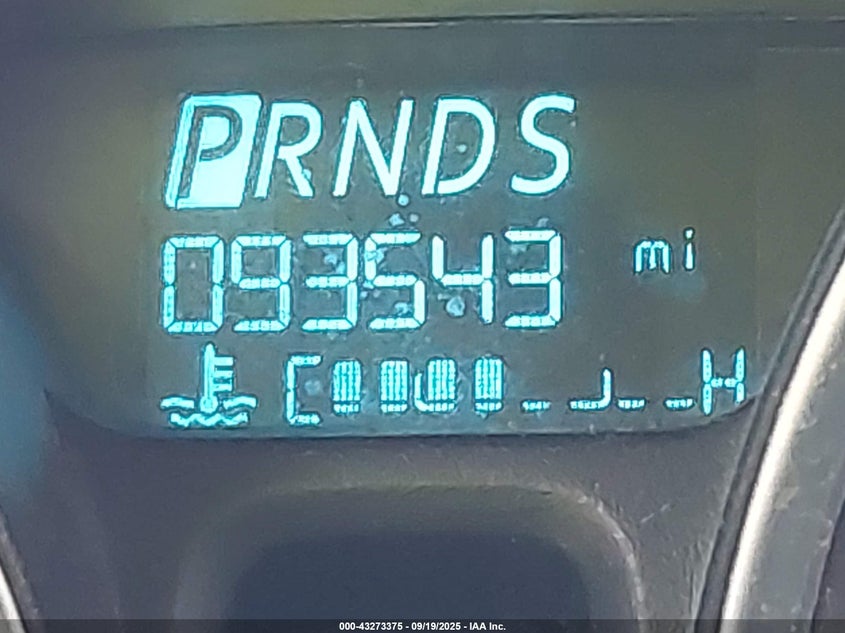 PRNDS
093543 mi
C H
000-43273375 - 09/19/2025 - IAA Inc.